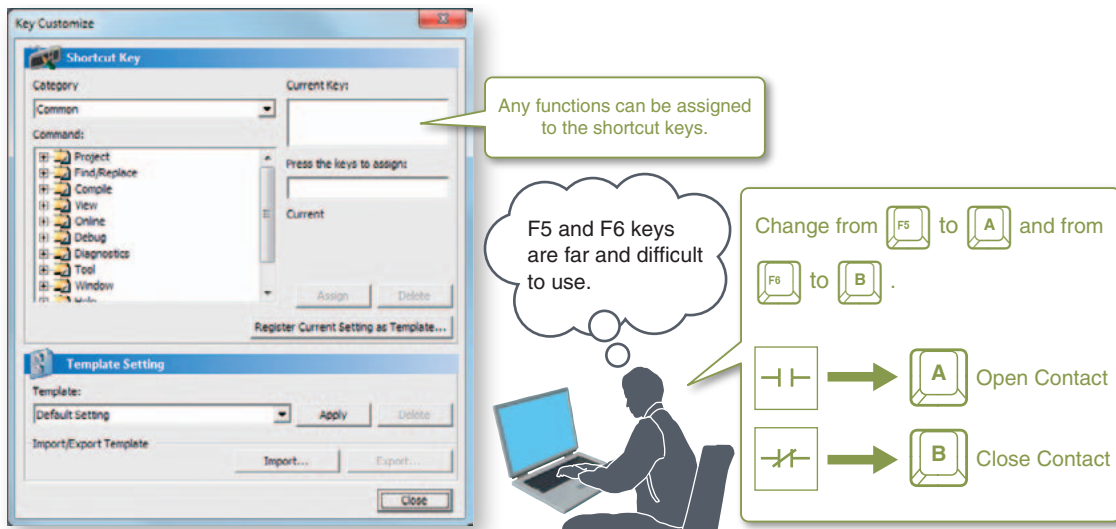 Key Customize
Shortcut Key
Category
Common
Command:
Project
Find/Replace
Compile
View
Online
Debug
Diagnostics
Tool
Window
Help
Current Key:
Press the keys to assign:
Current
Assign
Delete
Register Current Setting as Template...
Template Setting
Template:
Default Setting
Apply
Delete
Import/Export Template
Import...
Export...
Close
Any functions can be assigned
to the shortcut keys.
F5 and F6 keys
are far and difficult
to use.
Change from F5 to A and from
F6 to B .
A Open Contact
B Close Contact